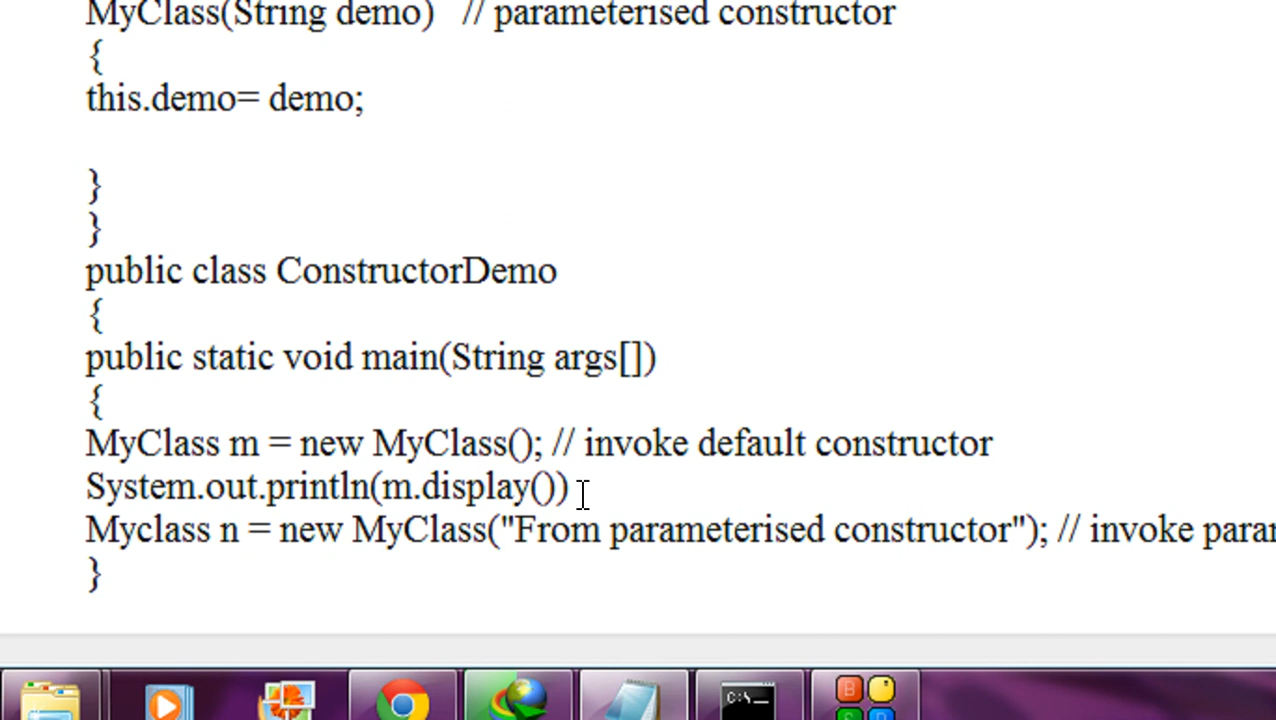 MyClass(String demo)   // parameterised constructor
{
this.demo= demo;
}
}
public class ConstructorDemo
{
public static void main(String args[])
{
MyClass m = new MyClass(); // invoke default constructor
System.out.println(m.display())
Myclass n = new MyClass("From parameterised constructor"); // invoke
}
C:\